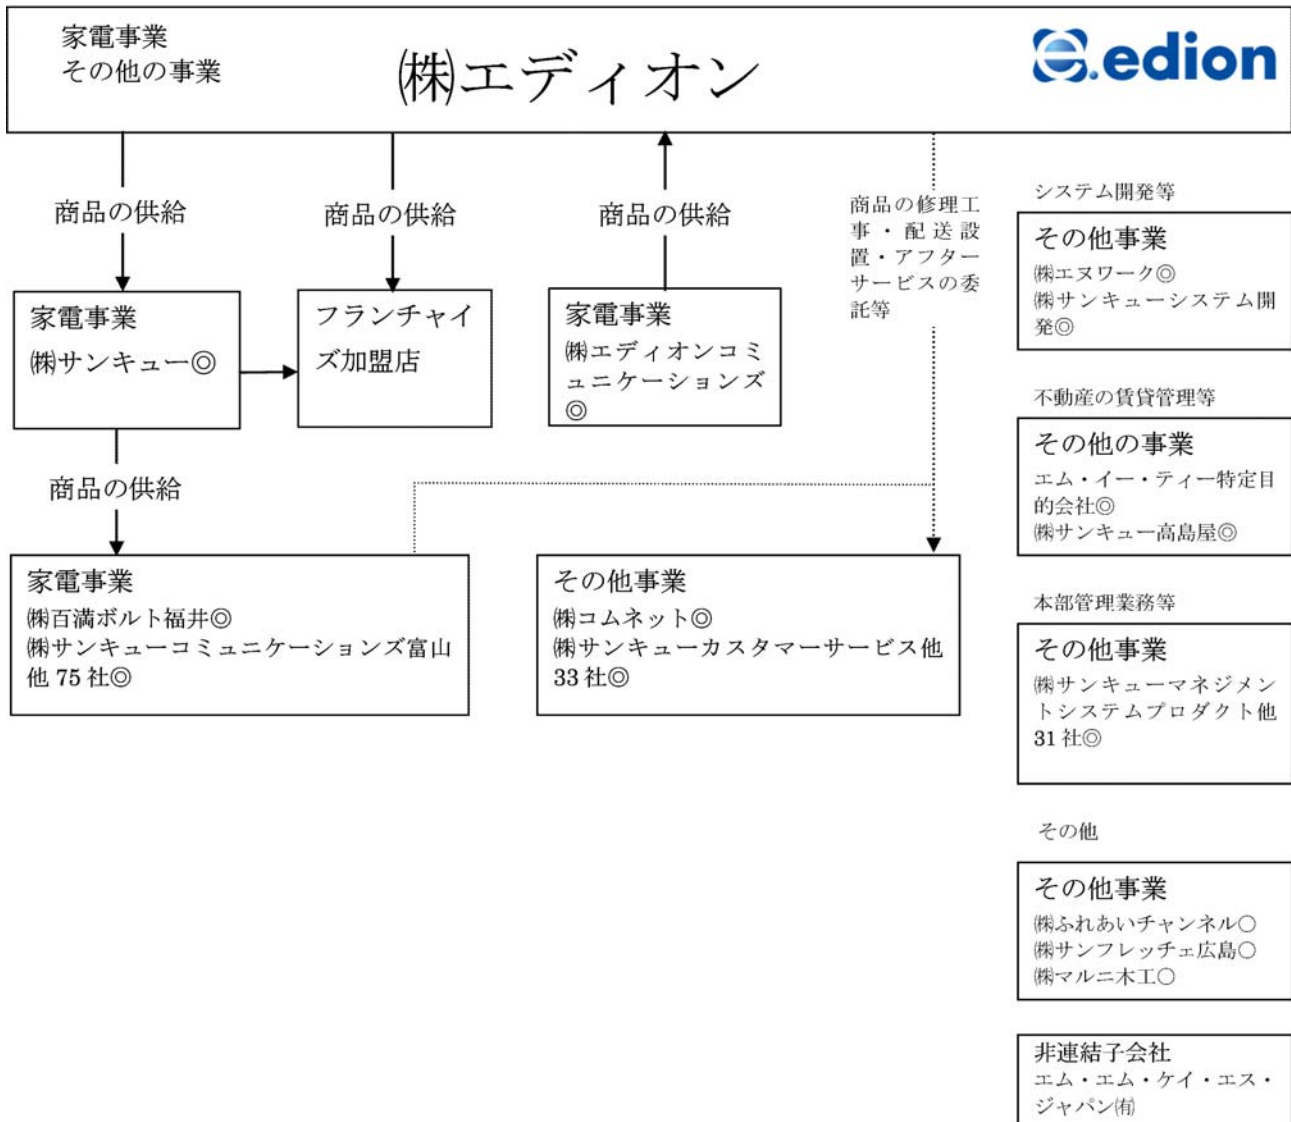 家電事業
その他の事業
㈱エディオン
e.edion
商品の供給
商品の供給
商品の供給
商品の修理工
事・配送設
置・アフター
サービスの委
託等
家電事業
㈱サンキュー◎
フランチャイ
ズ加盟店
家電事業
㈱エディオンコミ
ュニケーションズ
◎
商品の供給
家電事業
㈱百満ボルト福井◎
㈱サンキューコミュニケーションズ富山
他 75 社◎
その他事業
㈱コムネット◎
㈱サンキューカスタマーサービス他
33 社◎
システム開発等
その他事業
㈱エヌワーク◎
㈱サンキューシステム開
発◎
不動産の賃貸管理等
その他の事業
エム・イー・ティー特定目
的会社◎
㈱サンキュー高島屋◎
本部管理業務等
その他事業
㈱サンキューマネジメン
トシステムプロダクト他
31 社◎
その他
その他事業
㈱ふれあいチャンネル○
㈱サンフレッチェ広島○
㈱マルニ木工○
非連結子会社
エム・エム・ケイ・エス・
ジャパン㈲